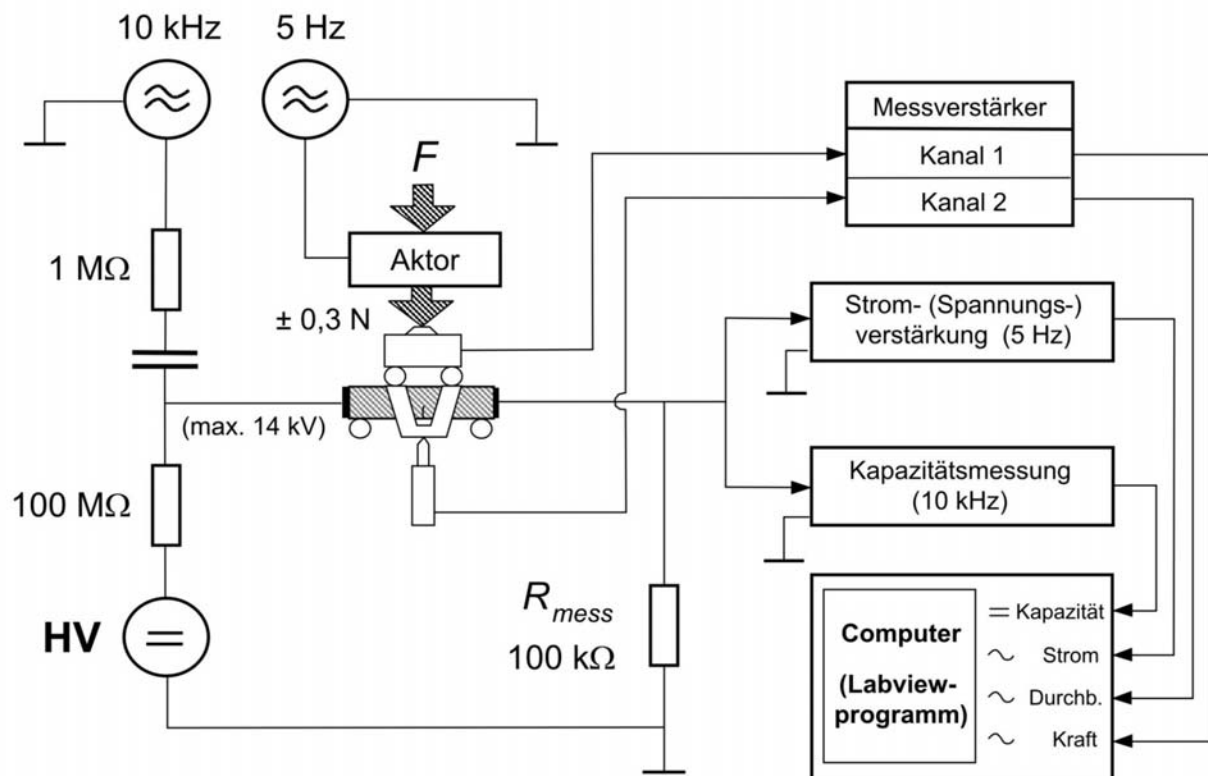 10 kHz
5 Hz
F
Aktor
± 0,3 N
1 MΩ
(max. 14 kV)
100 MΩ
HV
R_mess
100 kΩ
Messverstärker
Kanal 1
Kanal 2
Strom- (Spannungs-)
verstärkung (5 Hz)
Kapazitätsmessung
(10 kHz)
Computer
(Labview-
programm)
= Kapazität
~ Strom
~ Durchb.
~ Kraft